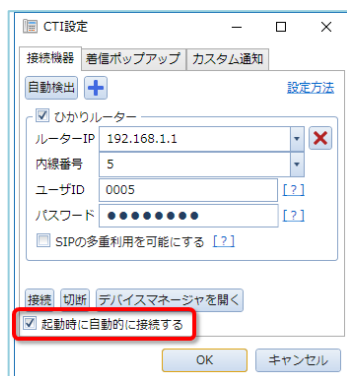 CTI設定
接続機器 着信ポップアップ カスタム通知
自動検出 設定方法
ひかりルーター
ルーターIP 192.168.1.1
内線番号 5
ユーザID 0005 [?]
パスワード ●●●●●●●● [?]
SIPの多重利用を可能にする [?]
接続 切断 デバイスマネージャを開く
起動時に自動的に接続する
OK キャンセル